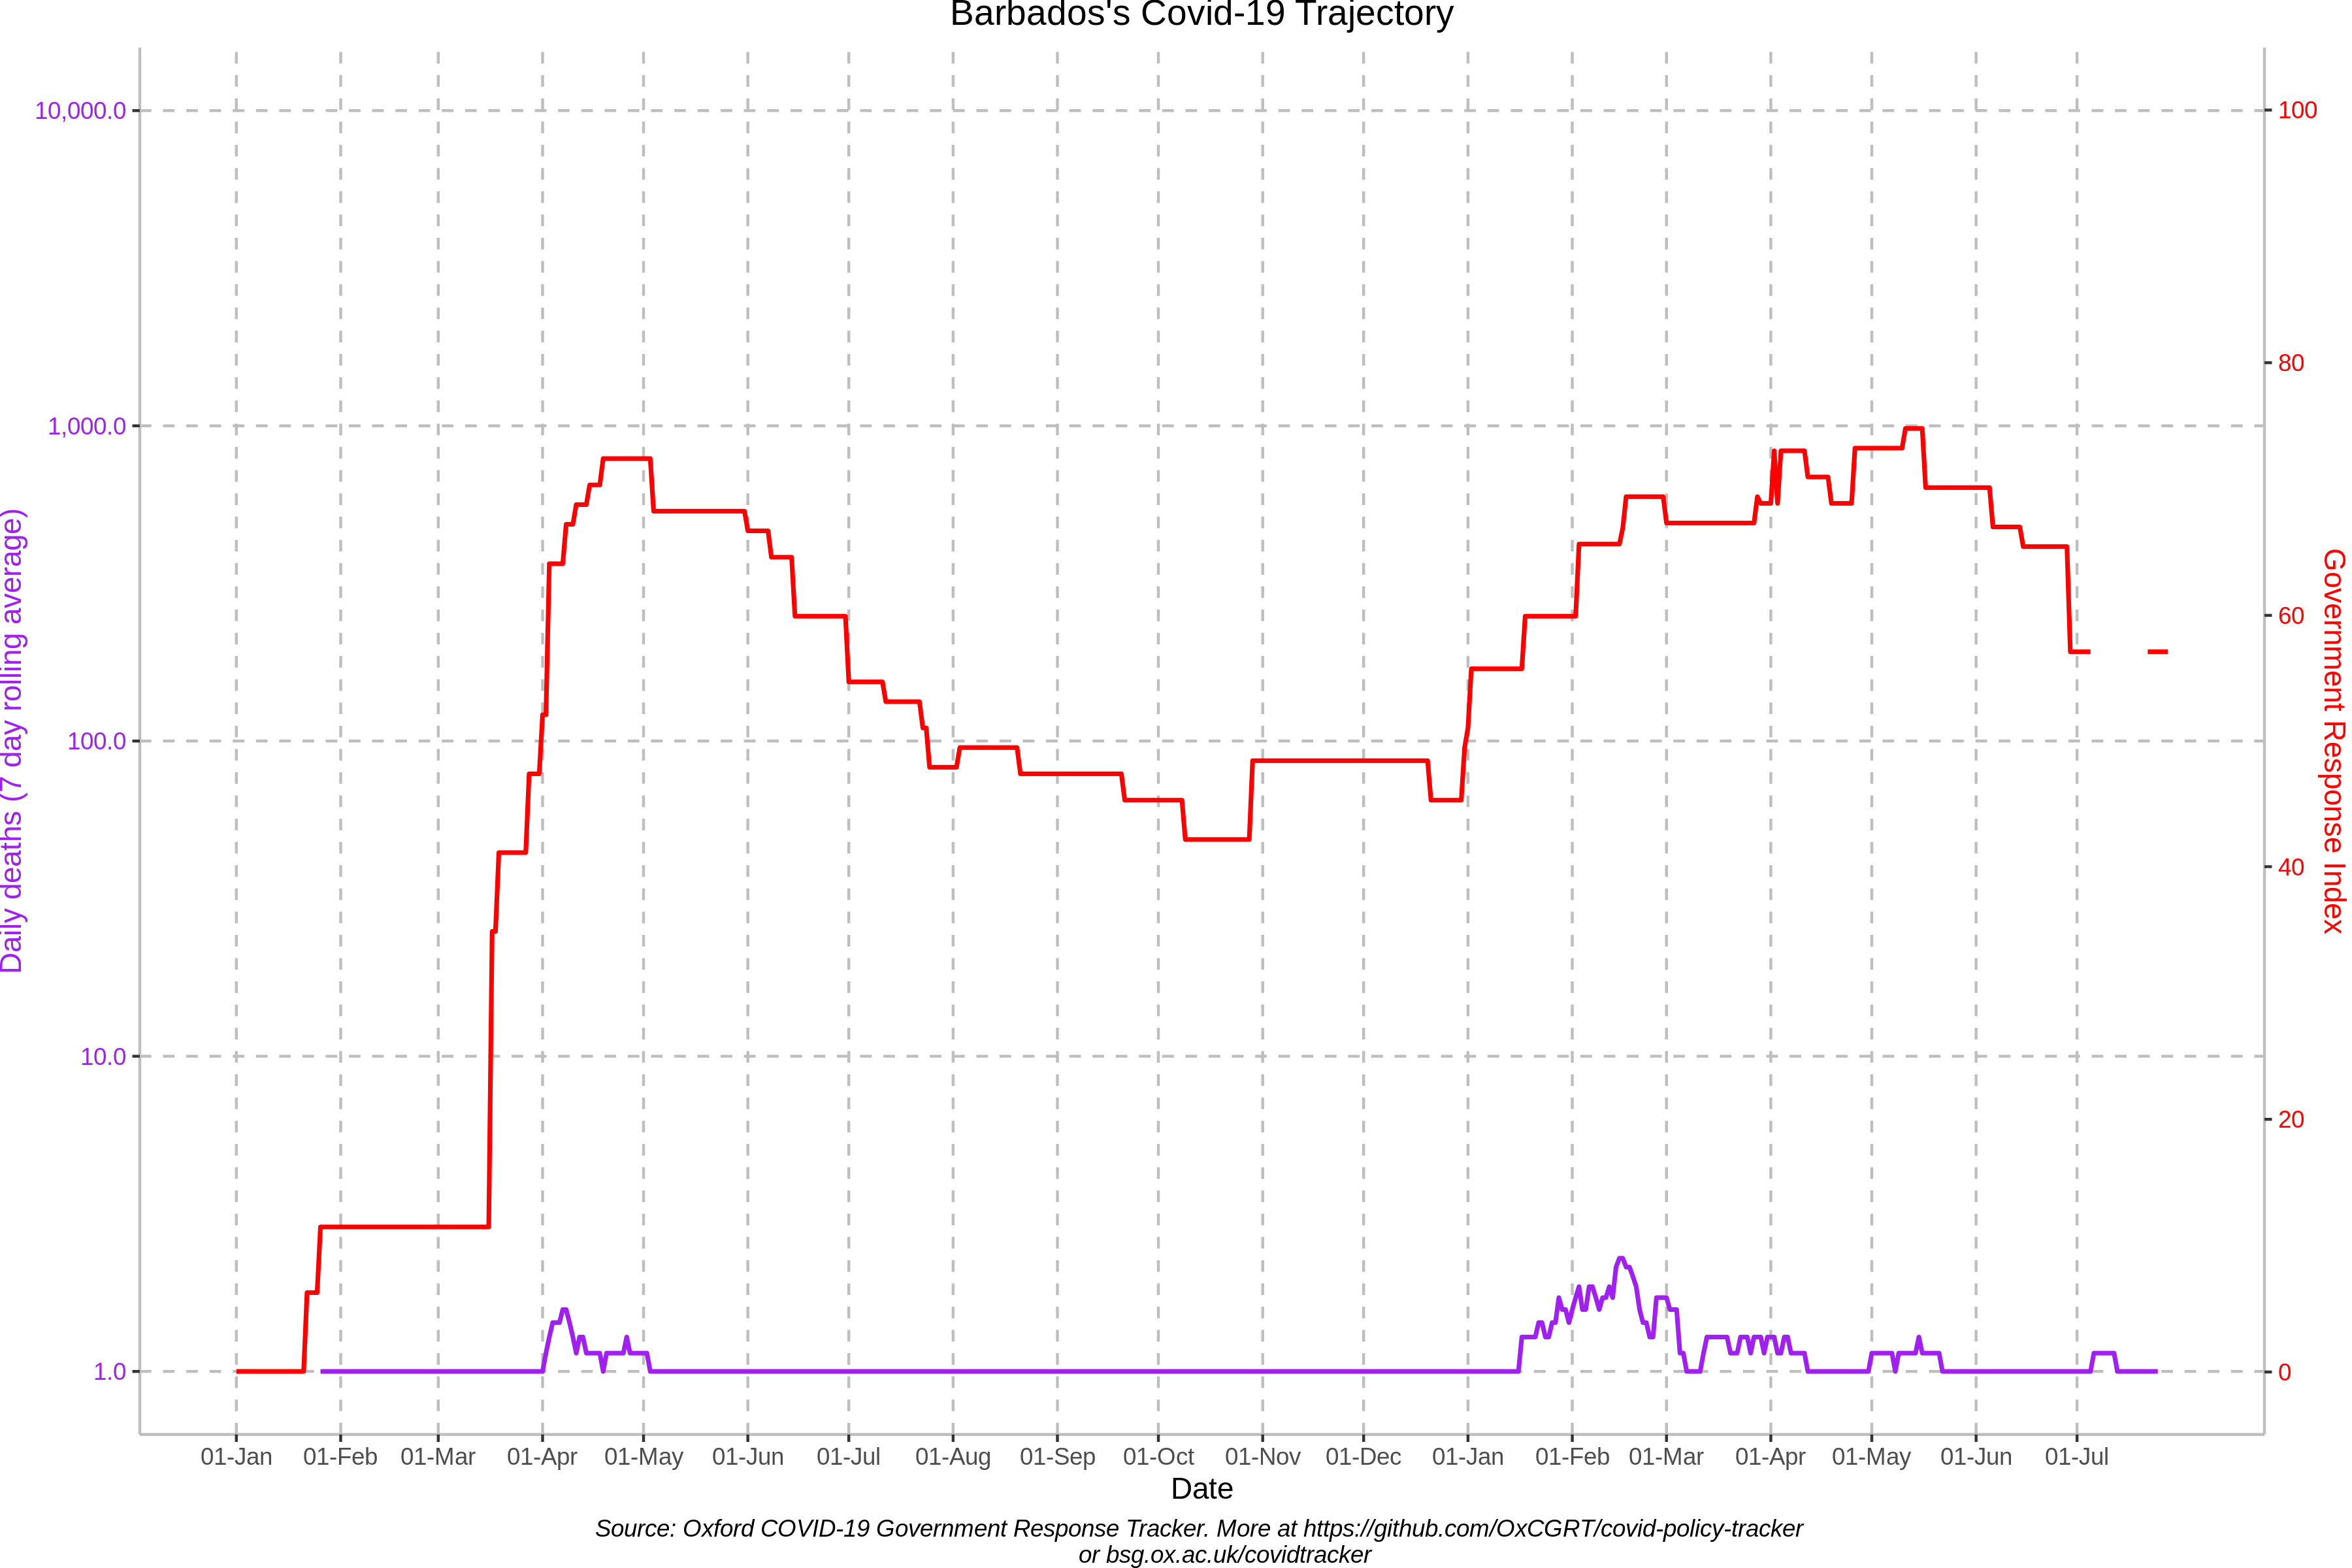 Barbados's Covid-19 Trajectory
10,000.0
1,000.0
100.0
10.0
1.0
Daily deaths (7 day rolling average)
100
80
60
40
20
0
Government Response Index
01-Jan 01-Feb 01-Mar 01-Apr 01-May 01-Jun 01-Jul 01-Aug 01-Sep 01-Oct 01-Nov 01-Dec 01-Jan 01-Feb 01-Mar 01-Apr 01-May 01-Jun 01-Jul
Date
Source: Oxford COVID-19 Government Response Tracker. More at https://github.com/OxCGRT/covid-policy-tracker
or bsg.ox.ac.uk/covidtracker